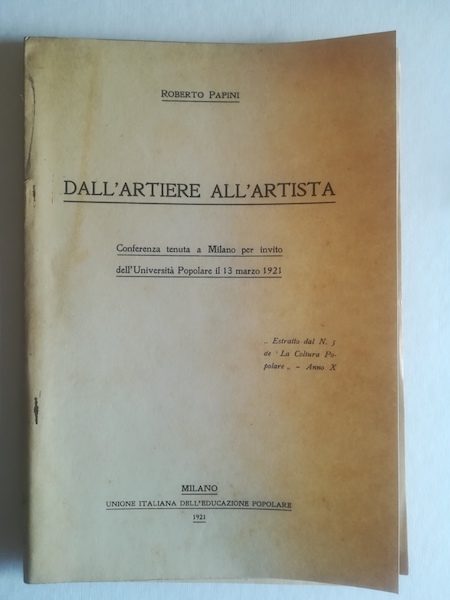 ROBERTO PAPINI
DALL'ARTIERE ALL'ARTISTA
Conferenza tenuta a Milano per invito
dell'Università Popolare il 13 marzo 1921
„ Estratto dal N. 5
de “ La Coltura Po-
polare „ - Anno X
MILANO
UNIONE ITALIANA DELL'EDUCAZIONE POPOLARE
1921